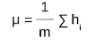 μ = 1/m ∑ hᵢ